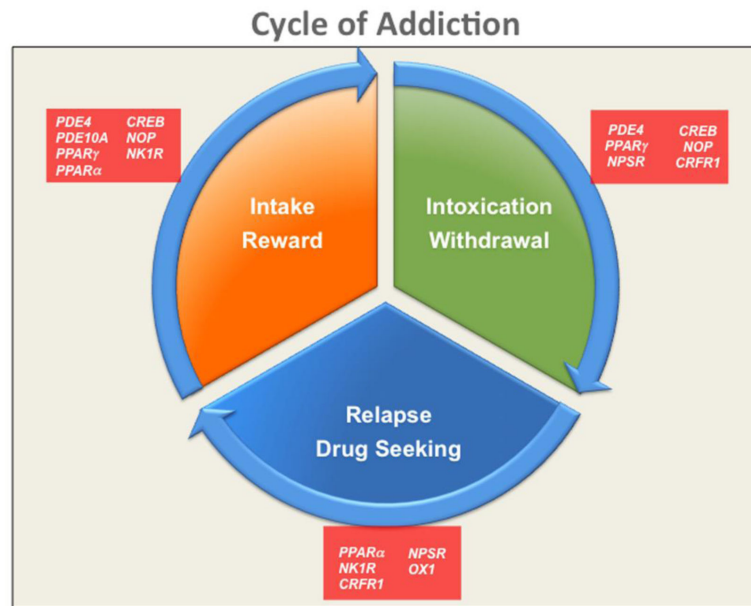 Cycle of Addiction
PDE4 CREB
PDE10A NOP
PPARγ NK1R
PPARα
PDE4 CREB
PPARγ NOP
NPSR CRFR1
Intake
Reward
Intoxication
Withdrawal
Relapse
Drug Seeking
PPARα NPSR
NK1R OX1
CRFR1